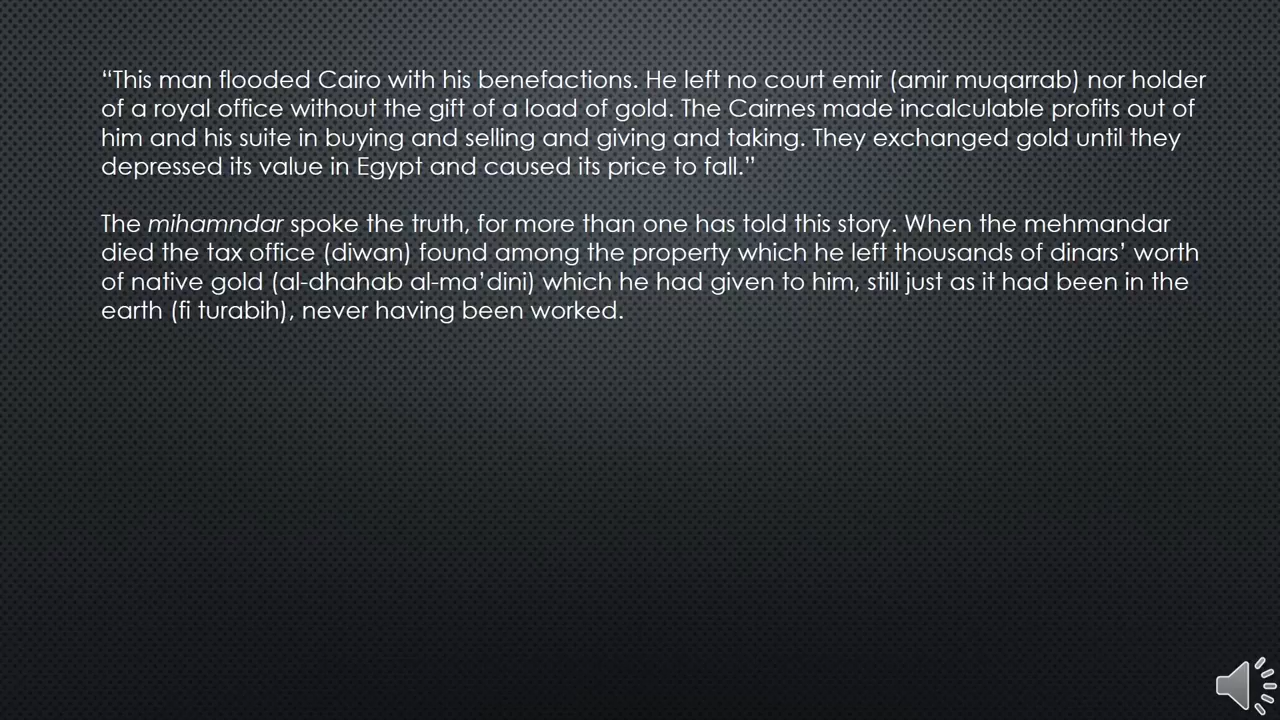 “This man flooded Cairo with his benefactions. He left no court emir (amir muqarrab) nor holder
of a royal office without the gift of a load of gold. The Cairnes made incalculable profits out of
him and his suite in buying and selling and giving and taking. They exchanged gold until they
depressed its value in Egypt and caused its price to fall.”
The mihamndar spoke the truth, for more than one has told this story. When the mehmandar
died the tax office (diwan) found among the property which he left thousands of dinars’ worth
of native gold (al-dhahab al-ma’dini) which he had given to him, still just as it had been in the
earth (fi turabih), never having been worked.